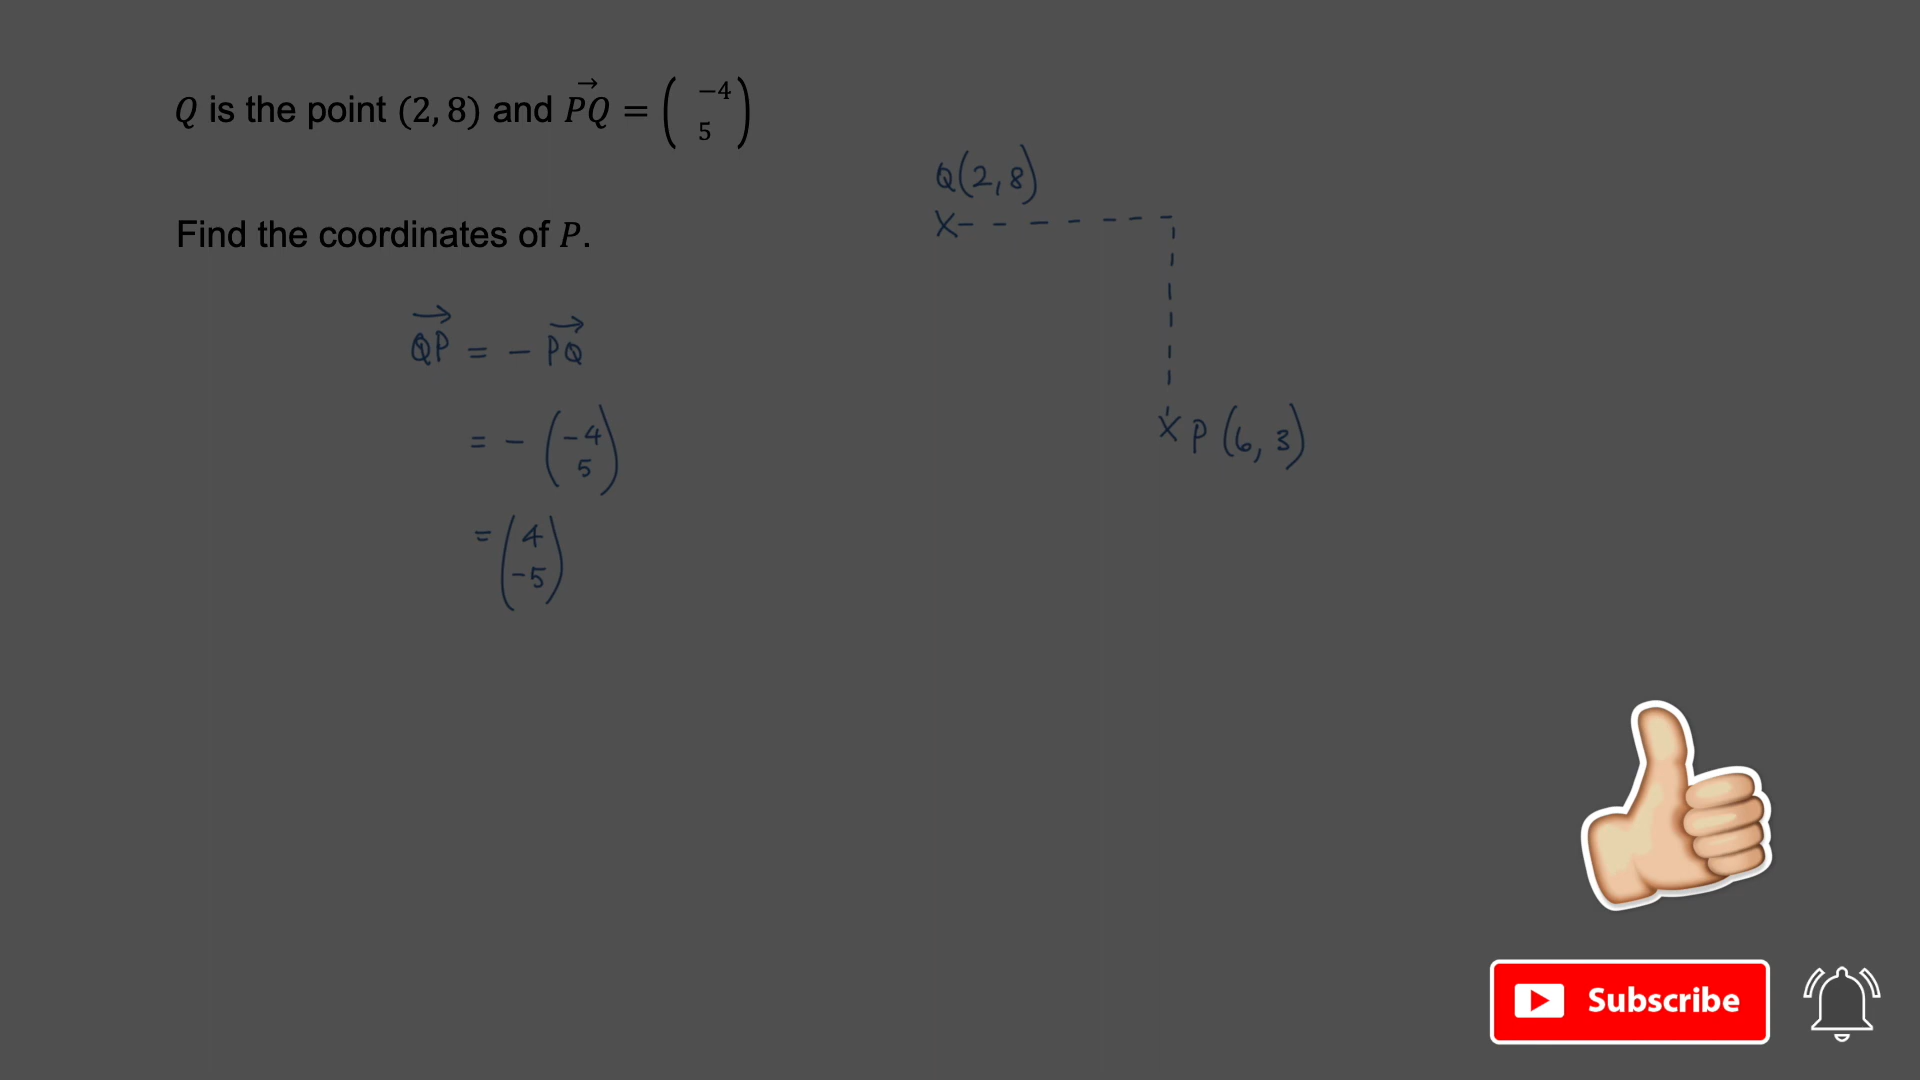 Q is the point (2, 8) and →PQ = ( −4
5 )
Find the coordinates of P.
→QP = − →PQ
= − ( −4
5 )
= ( 4
−5 )
Q(2,8)
X
X P (6, 3)
Subscribe